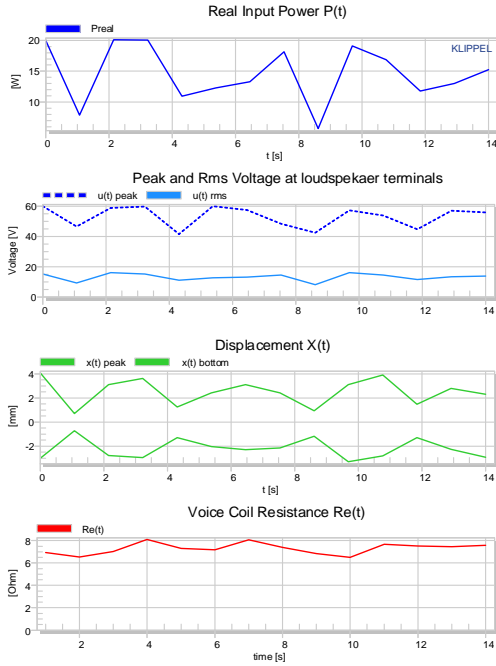 Real Input Power P(t)
Preal
KLIPPEL
20
15
10
[W]
0 2 4 6 8 10 12 14
t [s]
Peak and Rms Voltage at loudspekaer terminals
u(t) peak u(t) rms
60
40
20
0
Voltage [V]
0 2 4 6 8 10 12 14
Displacement X(t)
x(t) peak x(t) bottom
4
2
0
-2
[mm]
0 2 4 6 8 10 12 14
t [s]
Voice Coil Resistance Re(t)
Re(t)
8
6
4
2
0
[Ohm]
2 4 6 8 10 12 14
time [s]